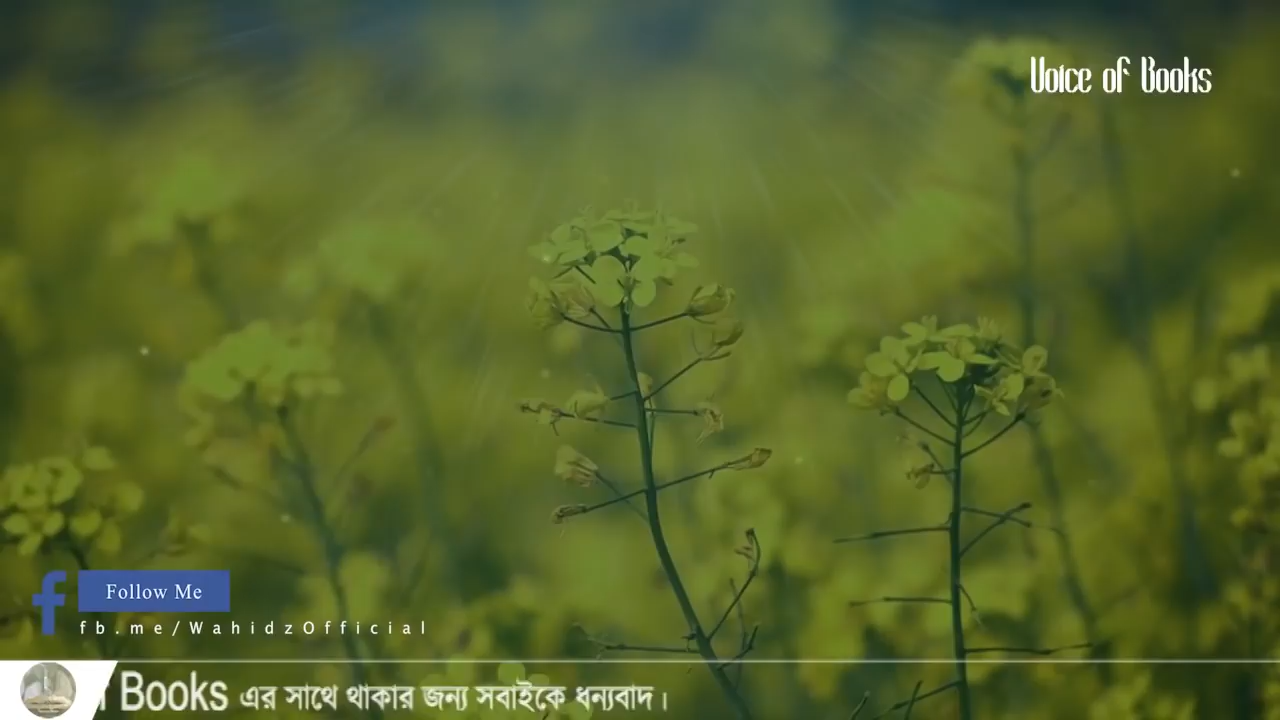 Voice of Books
Follow Me
fb.me/WahidzOfficial
Books এর সাথে থাকার জন্য সবাইকে ধন্যবাদ।